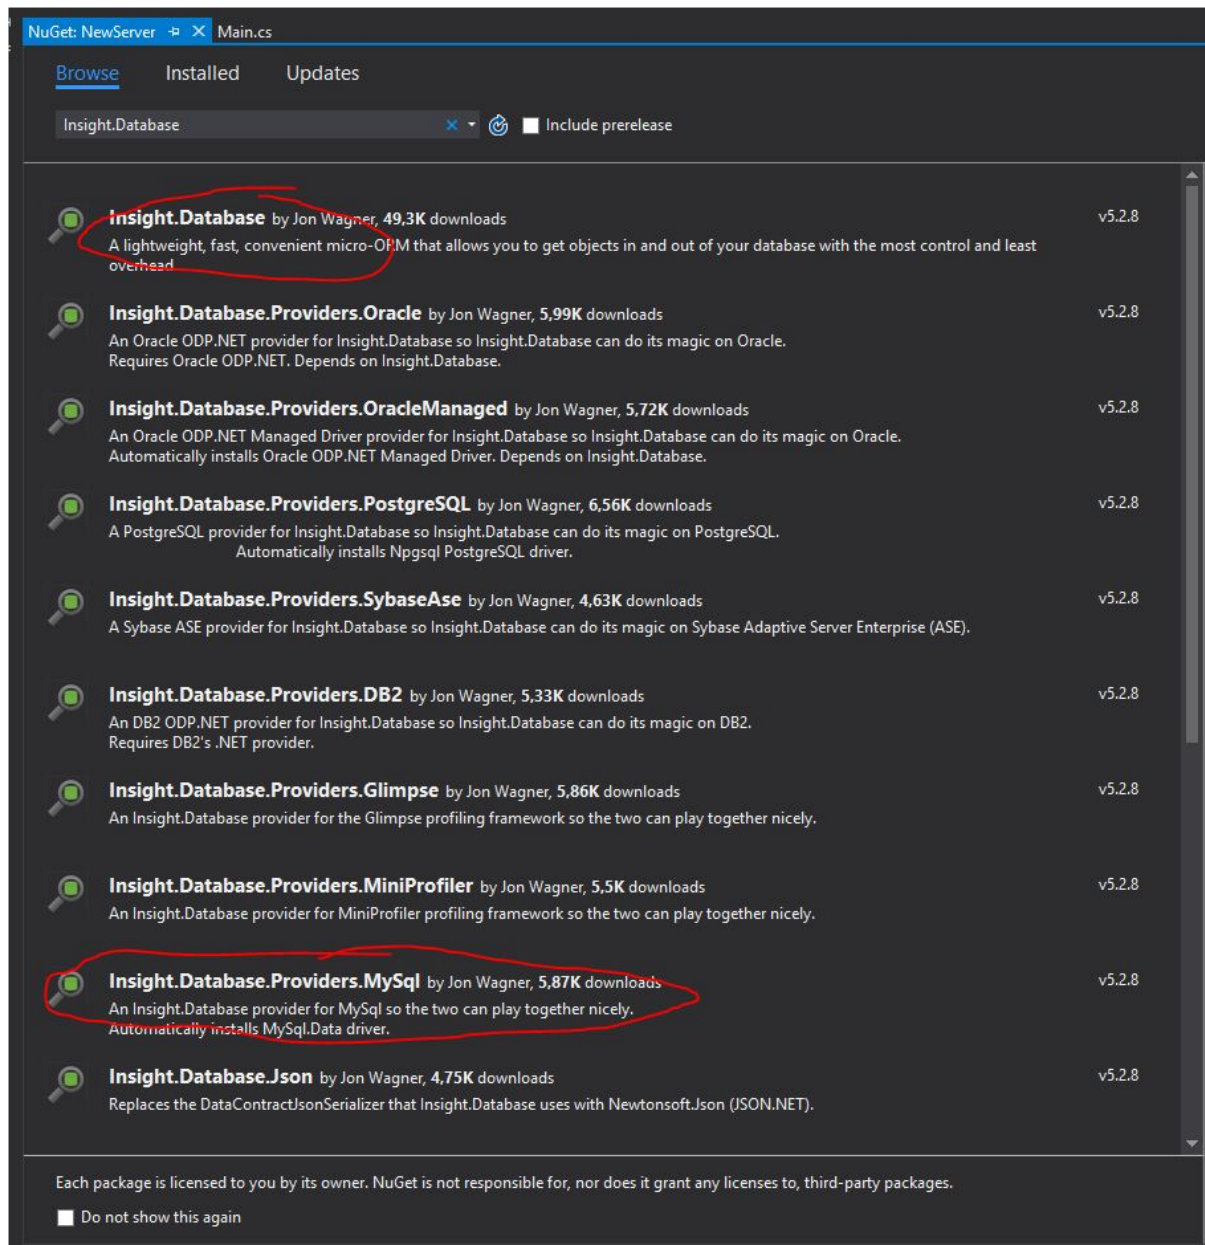 NuGet: NewServer Main.cs
Browse Installed Updates
Insight.Database Include prerelease
Insight.Database by Jon Wagner, 49,3K downloads v5.2.8
A lightweight, fast, convenient micro-ORM that allows you to get objects in and out of your database with the most control and least
overhead
Insight.Database.Providers.Oracle by Jon Wagner, 5,99K downloads v5.2.8
An Oracle ODP.NET provider for Insight.Database so Insight.Database can do its magic on Oracle.
Requires Oracle ODP.NET. Depends on Insight.Database.
Insight.Database.Providers.OracleManaged by Jon Wagner, 5,72K downloads v5.2.8
An Oracle ODP.NET Managed Driver provider for Insight.Database so Insight.Database can do its magic on Oracle.
Automatically installs Oracle ODP.NET Managed Driver. Depends on Insight.Database.
Insight.Database.Providers.PostgreSQL by Jon Wagner, 6,56K downloads v5.2.8
A PostgreSQL provider for Insight.Database so Insight.Database can do its magic on PostgreSQL.
Automatically installs Npgsql PostgreSQL driver.
Insight.Database.Providers.SybaseAse by Jon Wagner, 4,63K downloads v5.2.8
A Sybase ASE provider for Insight.Database so Insight.Database can do its magic on Sybase Adaptive Server Enterprise (ASE).
Insight.Database.Providers.DB2 by Jon Wagner, 5,33K downloads v5.2.8
An DB2 ODP.NET provider for Insight.Database so Insight.Database can do its magic on DB2.
Requires DB2's .NET provider.
Insight.Database.Providers.Glimpse by Jon Wagner, 5,86K downloads v5.2.8
An Insight.Database provider for the Glimpse profiling framework so the two can play together nicely.
Insight.Database.Providers.MiniProfiler by Jon Wagner, 5,5K downloads v5.2.8
An Insight.Database provider for MiniProfiler profiling framework so the two can play together nicely.
Insight.Database.Providers.MySql by Jon Wagner, 5,87K downloads v5.2.8
An Insight.Database provider for MySql so the two can play together nicely.
Automatically installs MySql.Data driver.
Insight.Database.Json by Jon Wagner, 4,75K downloads v5.2.8
Replaces the DataContractJsonSerializer that Insight.Database uses with Newtonsoft.Json (JSON.NET).
Each package is licensed to you by its owner. NuGet is not responsible for, nor does it grant any licenses to, third-party packages.
Do not show this again